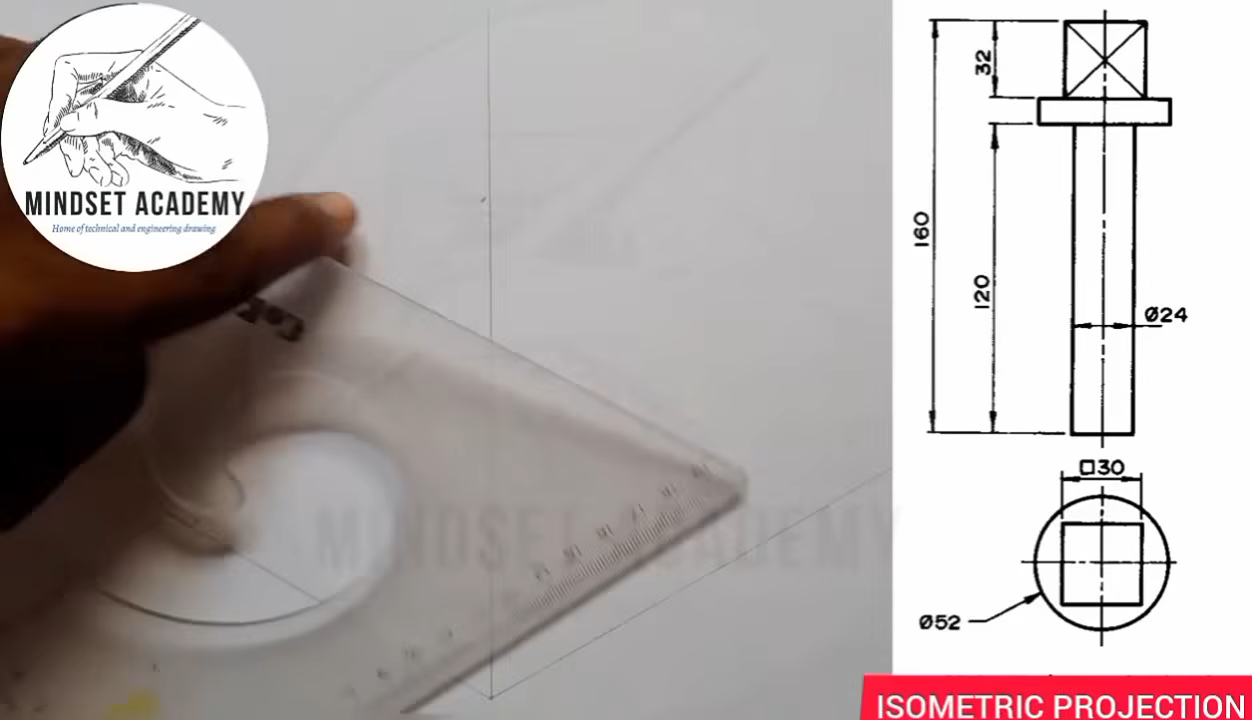 MINDSET ACADEMY
Home of technical and engineering drawing
MINDSET ACADEMY
32
160
120
Ø24
□30
Ø52
ISOMETRIC PROJECTION